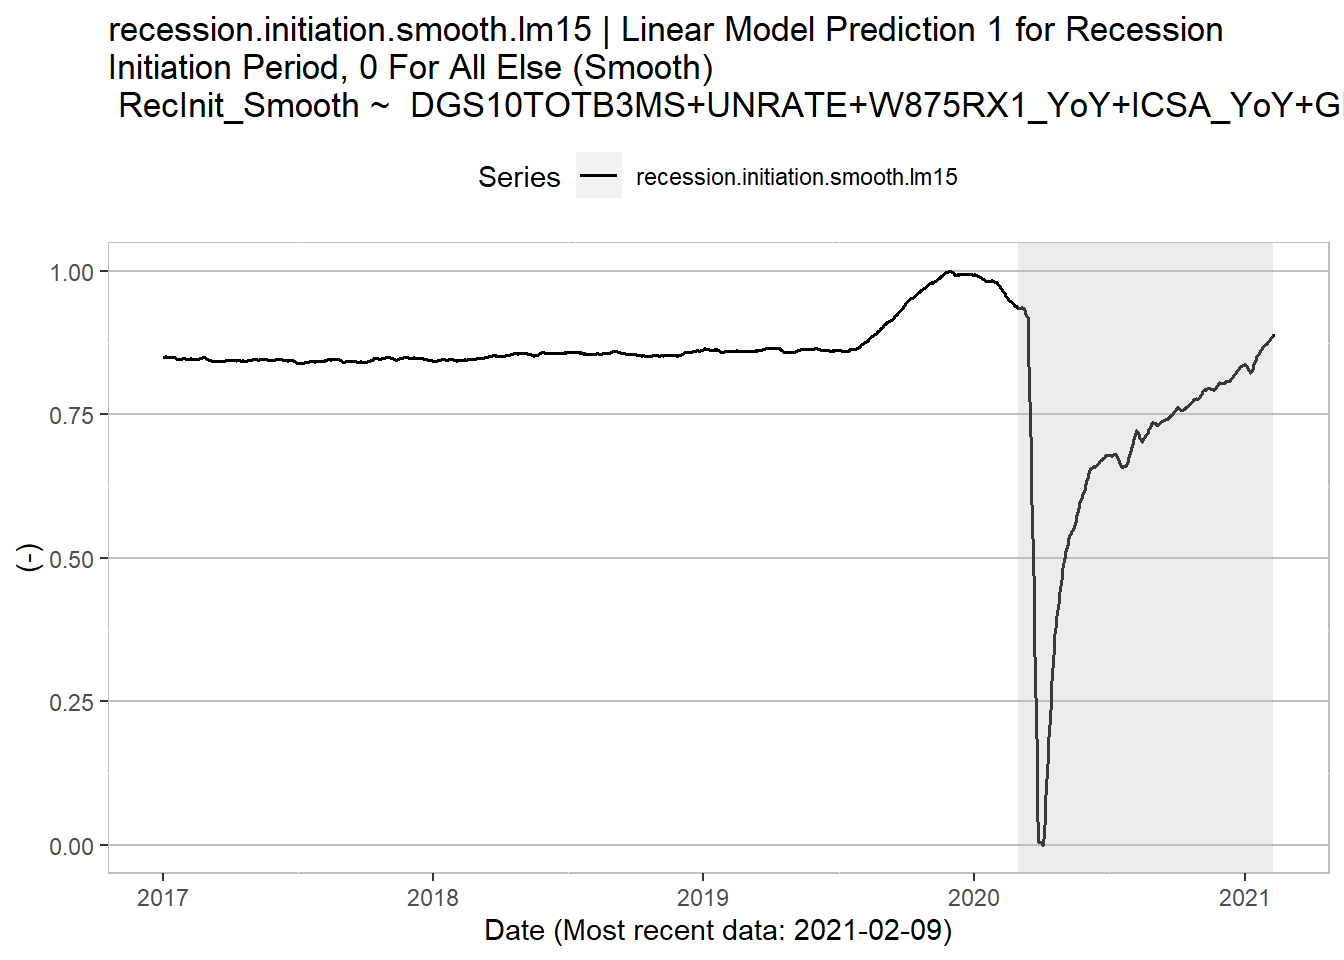 recession.initiation.smooth.lm15 | Linear Model Prediction 1 for Recession
Initiation Period, 0 For All Else (Smooth)
RecInit_Smooth ~ DGS10TOTB3MS+UNRATE+W875RX1_YoY+ICSA_YoY+G
Series recession.initiation.smooth.lm15
1.00
0.75
0.50
0.25
0.00
(-)
2017 2018 2019 2020 2021
Date (Most recent data: 2021-02-09)